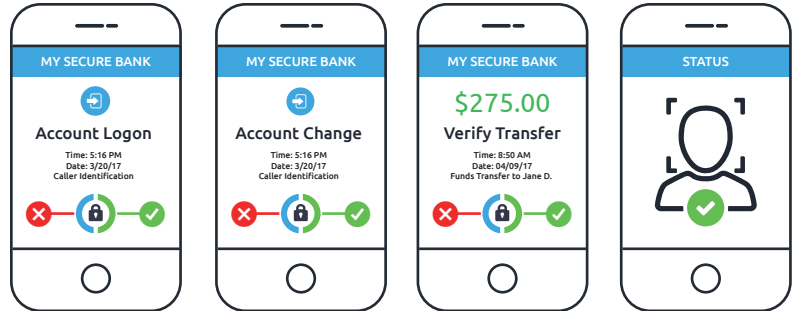 MY SECURE BANK
Account Logon
Time: 5:16 PM
Date: 3/20/17
Caller Identification
MY SECURE BANK
Account Change
Time: 5:16 PM
Date: 3/20/17
Caller Identification
MY SECURE BANK
$275.00
Verify Transfer
Time: 8:50 AM
Date: 04/09/17
Funds Transfer to Jane D.
STATUS